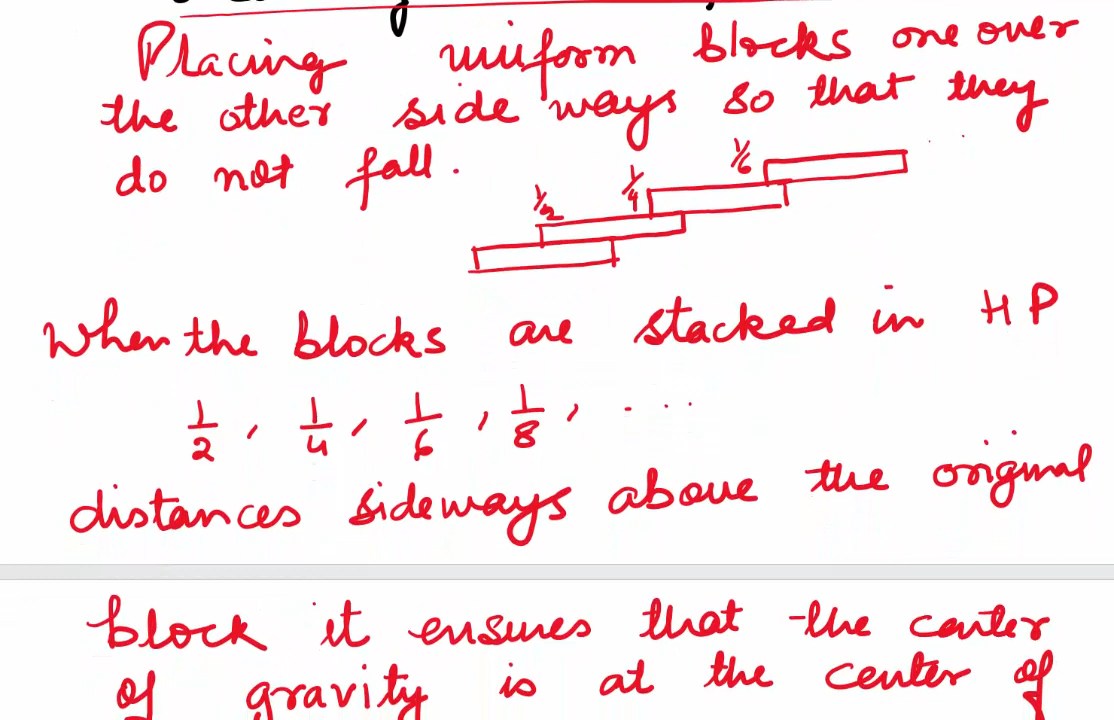 Placing uniform blocks one over
the other side ways so that they
do not fall.
1/6
1/4
1/2
When the blocks are stacked in HP
1/2, 1/4, 1/6, 1/8, ....
distances sideways above the original
block it ensures that the center
of gravity is at the center of